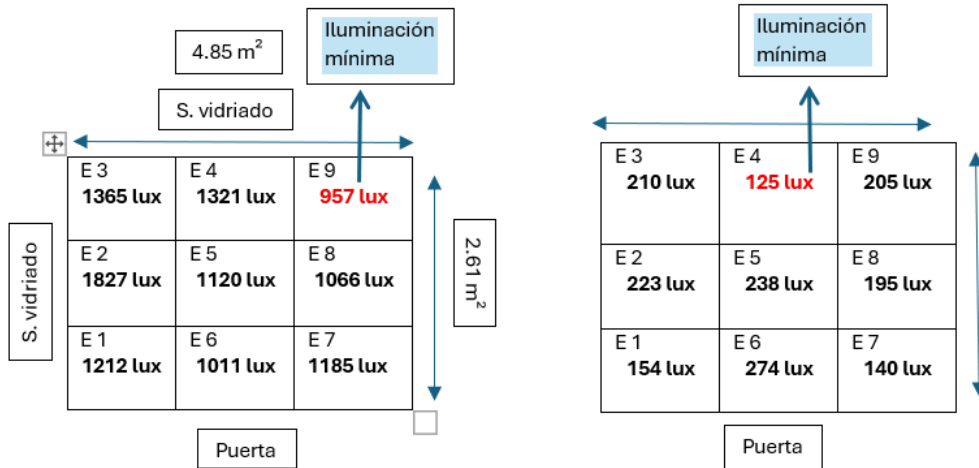 4.85 m²
Iluminación
mínima
S. vidriado
S. vidriado
E 3
1365 lux
E 4
1321 lux
E 9
957 lux
E 2
1827 lux
E 5
1120 lux
E 8
1066 lux
E 1
1212 lux
E 6
1011 lux
E 7
1185 lux
2.61 m²
Puerta
Iluminación
mínima
E 3
210 lux
E 4
125 lux
E 9
205 lux
E 2
223 lux
E 5
238 lux
E 8
195 lux
E 1
154 lux
E 6
274 lux
E 7
140 lux
Puerta